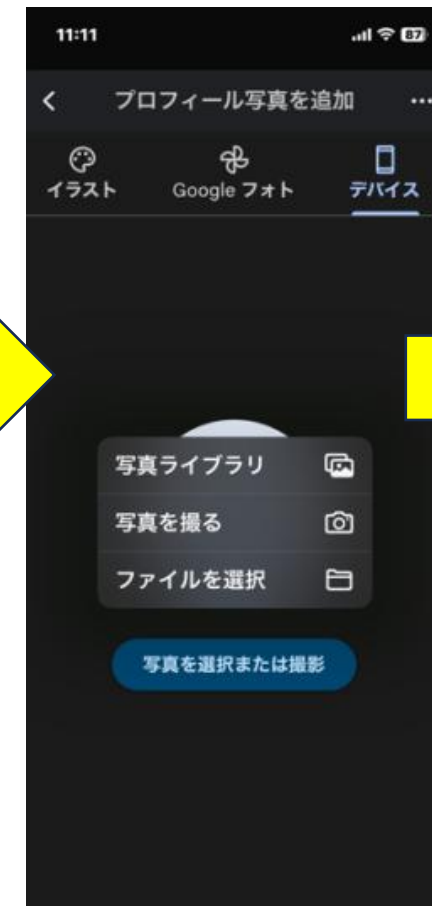 11:11
87
プロフィール写真を追加
イラスト
Google フォト
デバイス
写真ライブラリ
写真を撮る
ファイルを選択
写真を選択または撮影